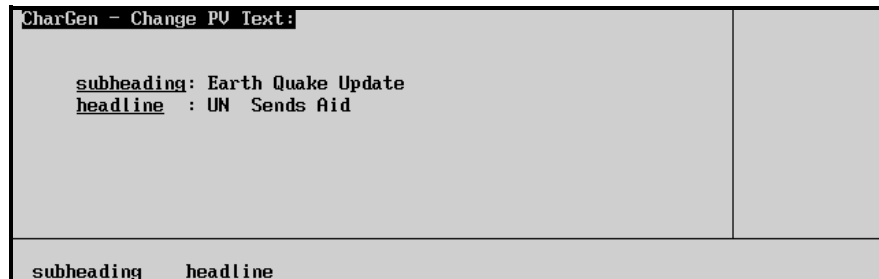 CharGen - Change PV Text:
subheading: Earth Quake Update
headline : UN Sends Aid
subheading headline